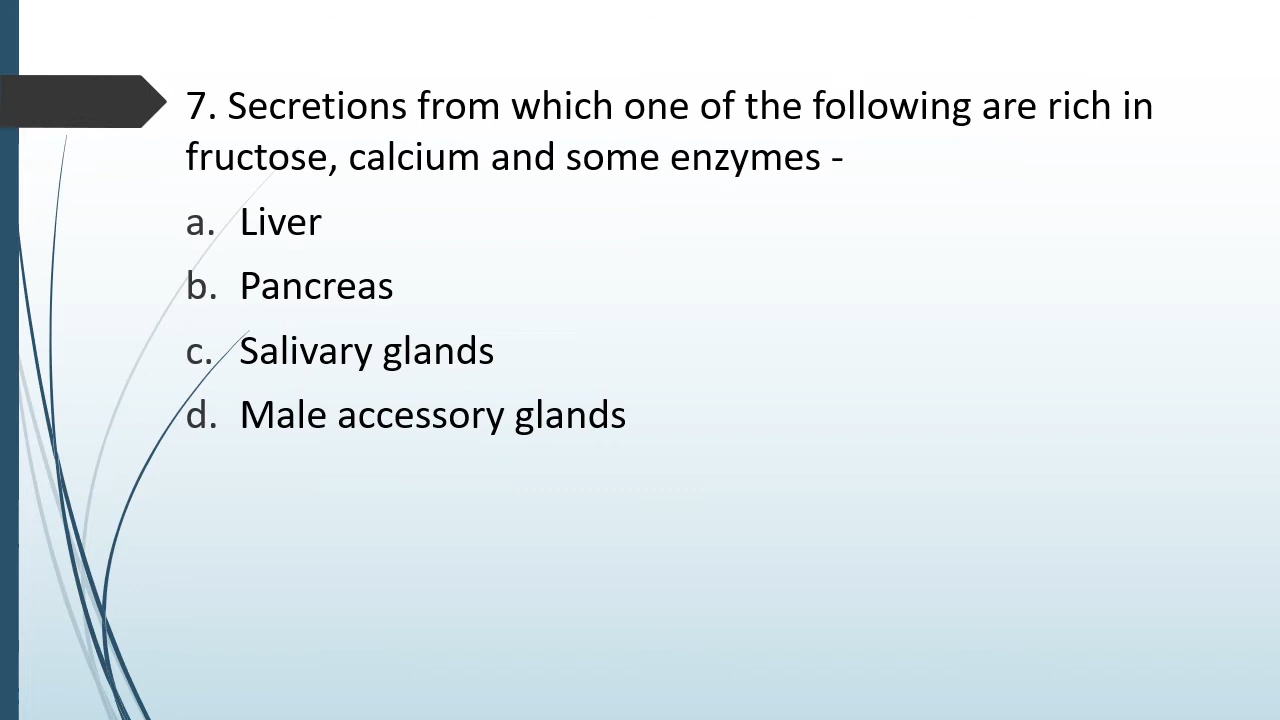 7. Secretions from which one of the following are rich in
fructose, calcium and some enzymes -
a. Liver
b. Pancreas
c. Salivary glands
d. Male accessory glands